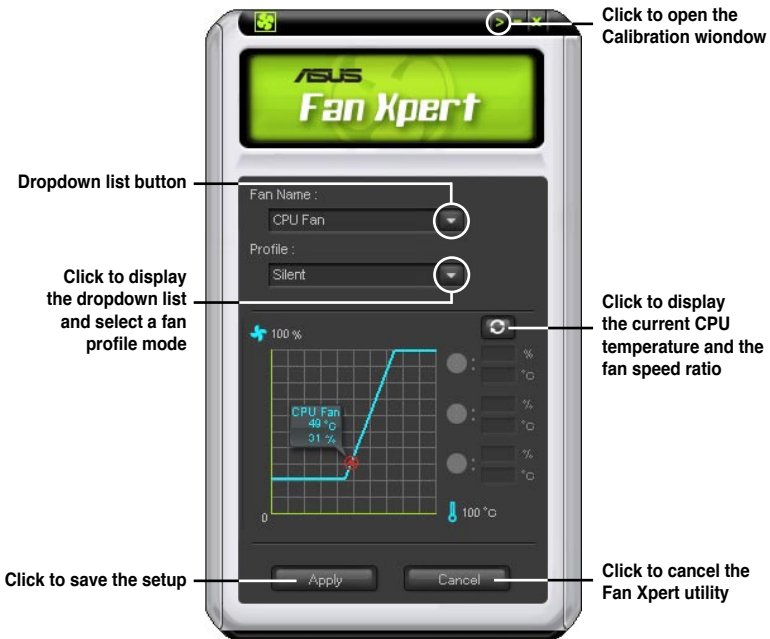 Click to open the
Calibration wiondow
ASUS
Fan Xpert
Dropdown list button
Fan Name :
CPU Fan
Profile :
Silent
Click to display
the dropdown list
and select a fan
profile mode
Click to display
the current CPU
temperature and the
fan speed ratio
100 %
%
°C
%
°C
%
°C
CPU Fan
49 °C
31 %
0
100 °C
Click to save the setup
Apply
Cancel
Click to cancel the
Fan Xpert utility